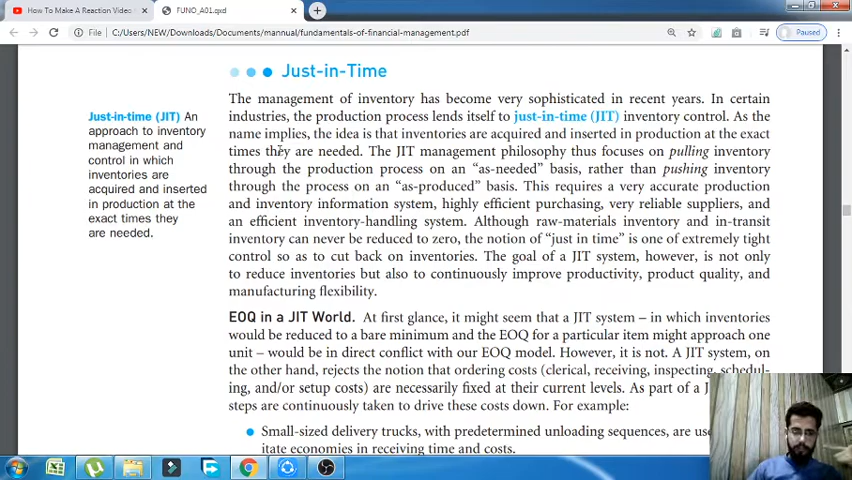 How To Make A Reaction Video
FUNO_A01.qxd
File
C:/Users/NEW/Downloads/Documents/mannual/fundamentals-of-financial-management.pdf
Paused
Just-in-Time
The management of inventory has become very sophisticated in recent years. In certain
industries, the production process lends itself to just-in-time (JIT) inventory control. As the
name implies, the idea is that inventories are acquired and inserted in production at the exact
times they are needed. The JIT management philosophy thus focuses on pulling inventory
through the production process on an “as-needed” basis, rather than pushing inventory
through the process on an “as-produced” basis. This requires a very accurate production
and inventory information system, highly efficient purchasing, very reliable suppliers, and
an efficient inventory-handling system. Although raw-materials inventory and in-transit
inventory can never be reduced to zero, the notion of “just in time” is one of extremely tight
control so as to cut back on inventories. The goal of a JIT system, however, is not only
to reduce inventories but also to continuously improve productivity, product quality, and
manufacturing flexibility.
Just-in-time (JIT) An
approach to inventory
management and
control in which
inventories are
acquired and inserted
in production at the
exact times they
are needed.
EOQ in a JIT World. At first glance, it might seem that a JIT system – in which inventories
would be reduced to a bare minimum and the EOQ for a particular item might approach one
unit – would be in direct conflict with our EOQ model. However, it is not. A JIT system, on
the other hand, rejects the notion that ordering costs (clerical, receiving, inspecting, schedul-
ing, and/or setup costs) are necessarily fixed at their current levels. As part of a
steps are continuously taken to drive these costs down. For example:
Small-sized delivery trucks, with predetermined unloading sequences, are
itate economies in receiving time and costs.